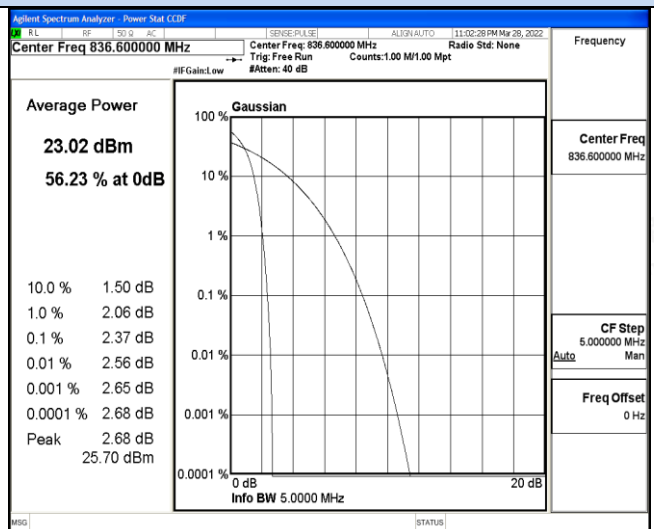 Agilent Spectrum Analyzer - Power Stat CCDF
RL RF 50 Ω AC SENSE:PULSE ALIGN AUTO 11:02:28 PM Mar 28, 2022
Center Freq 836.600000 MHz
Center Freq: 836.600000 MHz Radio Std: None
Trig: Free Run Counts:1.00 M/1.00 Mpt
#IFGain:Low #Atten: 40 dB
Frequency
Average Power
23.02 dBm
56.23 % at 0dB
10.0 % 1.50 dB
1.0 % 2.06 dB
0.1 % 2.37 dB
0.01 % 2.56 dB
0.001 % 2.65 dB
0.0001 % 2.68 dB
Peak 2.68 dB
25.70 dBm
Gaussian
100 %
10 %
1 %
0.1 %
0.01 %
0.001 %
0.0001 %
0 dB 20 dB
Info BW 5.0000 MHz
Center Freq
836.600000 MHz
CF Step
5.000000 MHz
Auto Man
Freq Offset
0 Hz
MSG STATUS